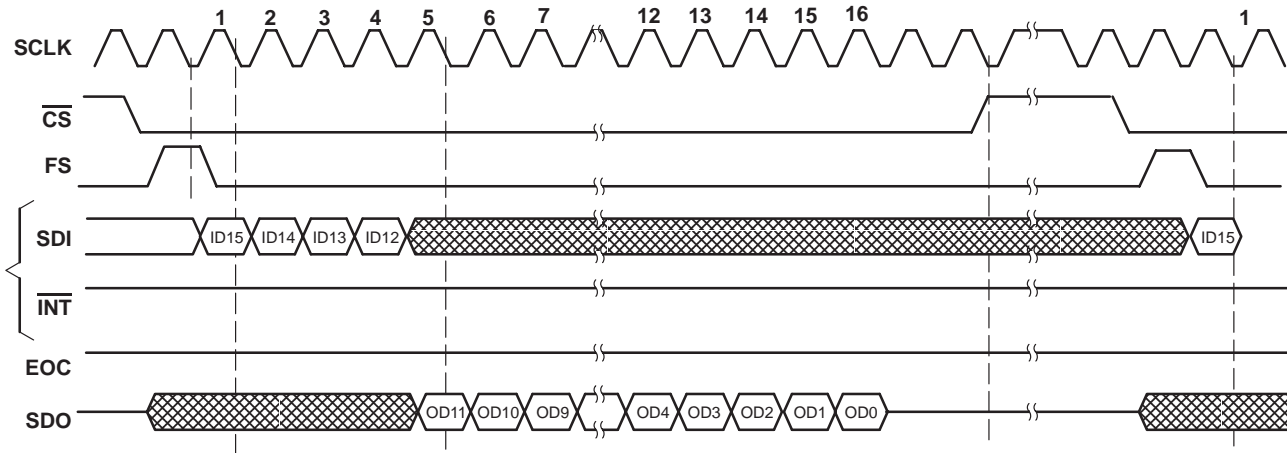 1 2 3 4 5 6 7 12 13 14 15 16 1
SCLK
CS
FS
SDI ID15 ID14 ID13 ID12 ID15
INT
EOC
SDO OD11 OD10 OD9 OD4 OD3 OD2 OD1 OD0